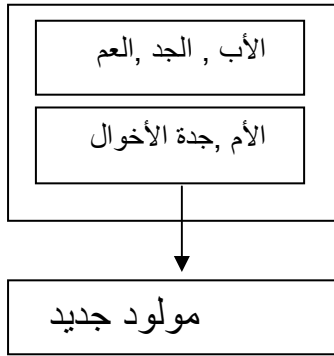 الأب , الجد ,العم
الأم ,جدة الأخوال
مولود جديد